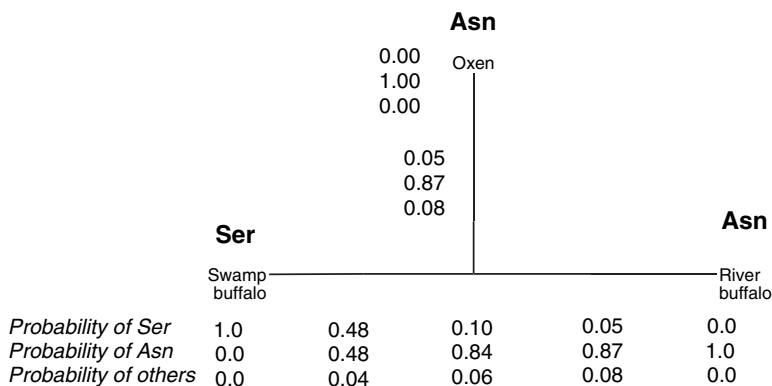 Asn
0.00 Oxen
1.00
0.00
0.05
0.87
0.08
Ser Asn
Swamp buffalo River buffalo
Probability of Ser 1.0 0.48 0.10 0.05 0.0
Probability of Asn 0.0 0.48 0.84 0.87 1.0
Probability of others 0.0 0.04 0.06 0.08 0.0